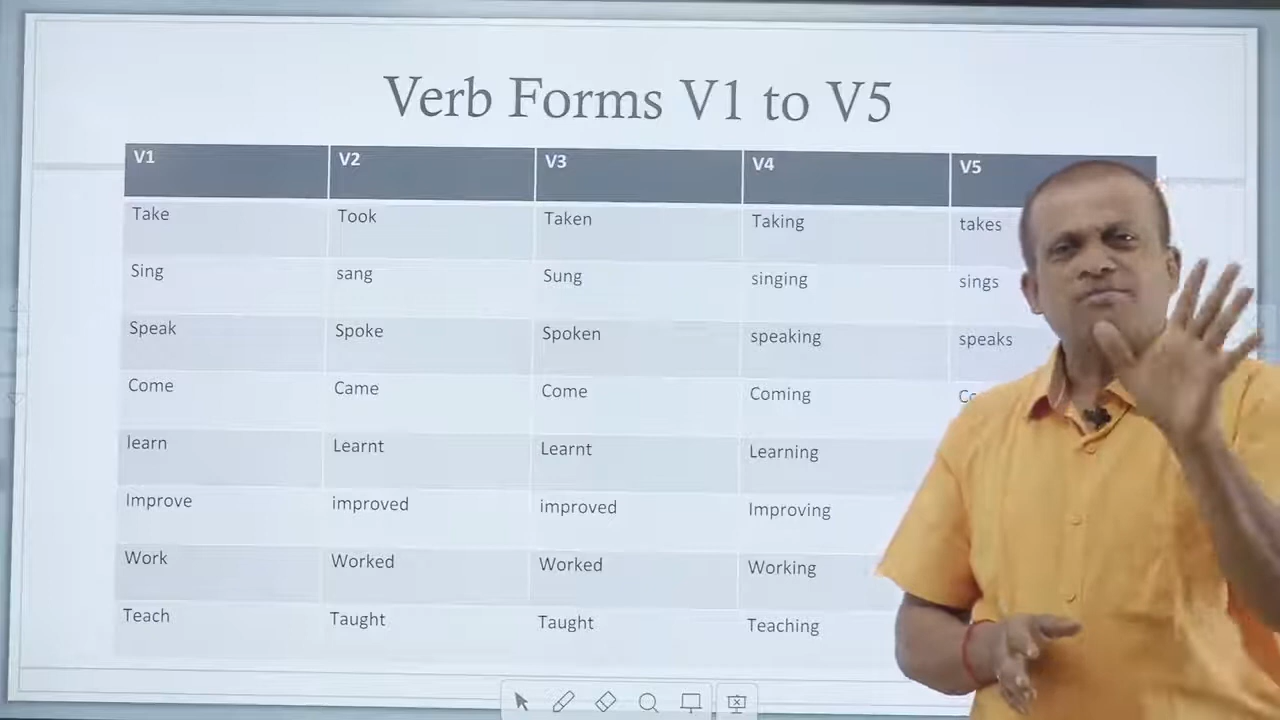 Verb Forms V1 to V5
V1 V2 V3 V4 V5
Take Took Taken Taking takes
Sing sang Sung singing sings
Speak Spoke Spoken speaking speaks
Come Came Come Coming
learn Learnt Learnt Learning
Improve improved improved Improving
Work Worked Worked Working
Teach Taught Taught Teaching